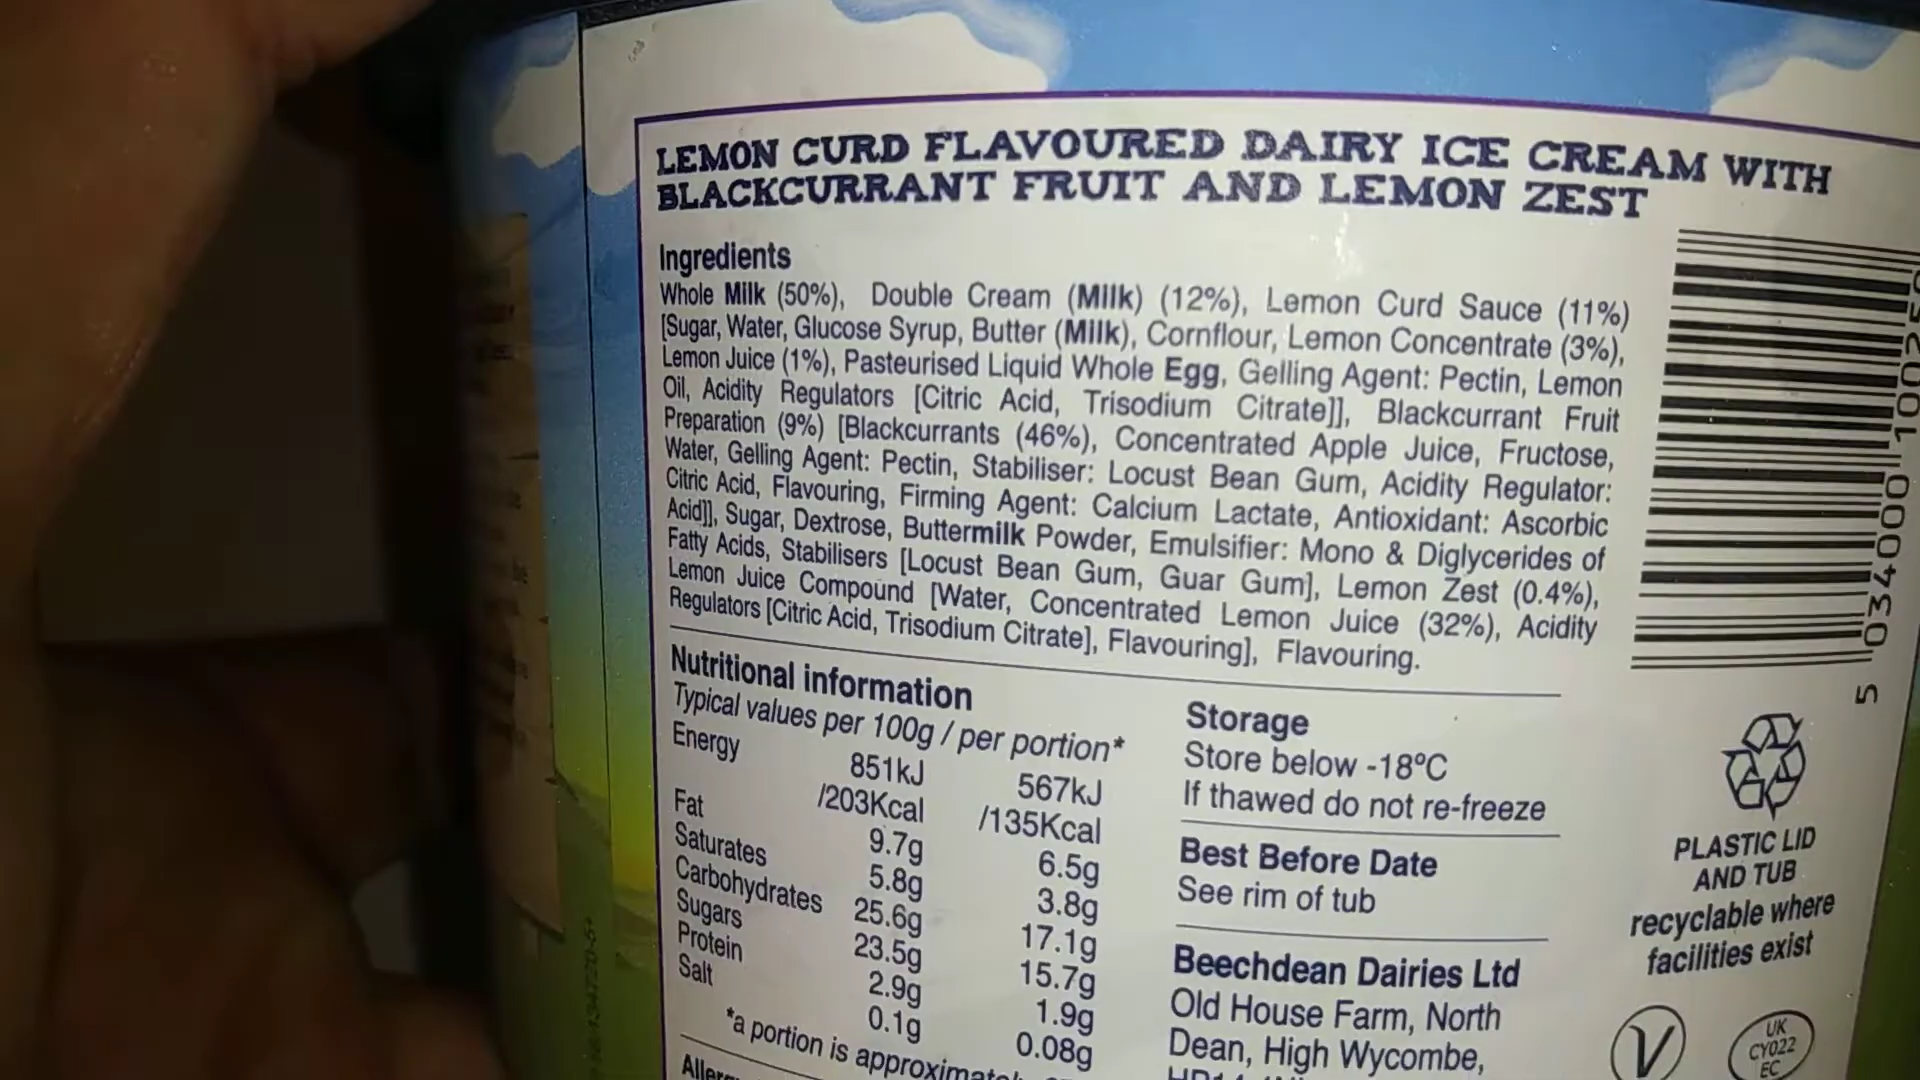 LEMON CURD FLAVOURED DAIRY ICE CREAM WITH
BLACKCURRANT FRUIT AND LEMON ZEST
Ingredients
Whole Milk (50%), Double Cream (Milk) (12%), Lemon Curd Sauce (11%)
[Sugar, Water, Glucose Syrup, Butter (Milk), Cornflour, Lemon Concentrate (3%),
Lemon Juice (1%), Pasteurised Liquid Whole Egg, Gelling Agent: Pectin, Lemon
Oil, Acidity Regulators [Citric Acid, Trisodium Citrate]], Blackcurrant Fruit
Preparation (9%) [Blackcurrants (46%), Concentrated Apple Juice, Fructose,
Water, Gelling Agent: Pectin, Stabiliser: Locust Bean Gum, Acidity Regulator:
Citric Acid, Flavouring, Firming Agent: Calcium Lactate, Antioxidant: Ascorbic
Acid]], Sugar, Dextrose, Buttermilk Powder, Emulsifier: Mono & Diglycerides of
Fatty Acids, Stabilisers [Locust Bean Gum, Guar Gum], Lemon Zest (0.4%),
Lemon Juice Compound [Water, Concentrated Lemon Juice (32%), Acidity
Regulators [Citric Acid, Trisodium Citrate], Flavouring], Flavouring.
Nutritional information
Typical values per 100g / per portion*
Energy 851kJ 567kJ
/203Kcal /135Kcal
Fat 9.7g 6.5g
Saturates 5.8g 3.8g
Carbohydrates 25.6g 17.1g
Sugars 23.5g 15.7g
Protein 2.9g 1.9g
Salt 0.1g 0.08g
*a portion is
Storage
Store below -18°C
If thawed do not re-freeze
Best Before Date
See rim of tub
Beechdean Dairies Ltd
Old House Farm, North
Dean, High Wycombe,
5 034000 10025
PLASTIC LID
AND TUB
recyclable where
facilities exist
V
UK
CY022
EC